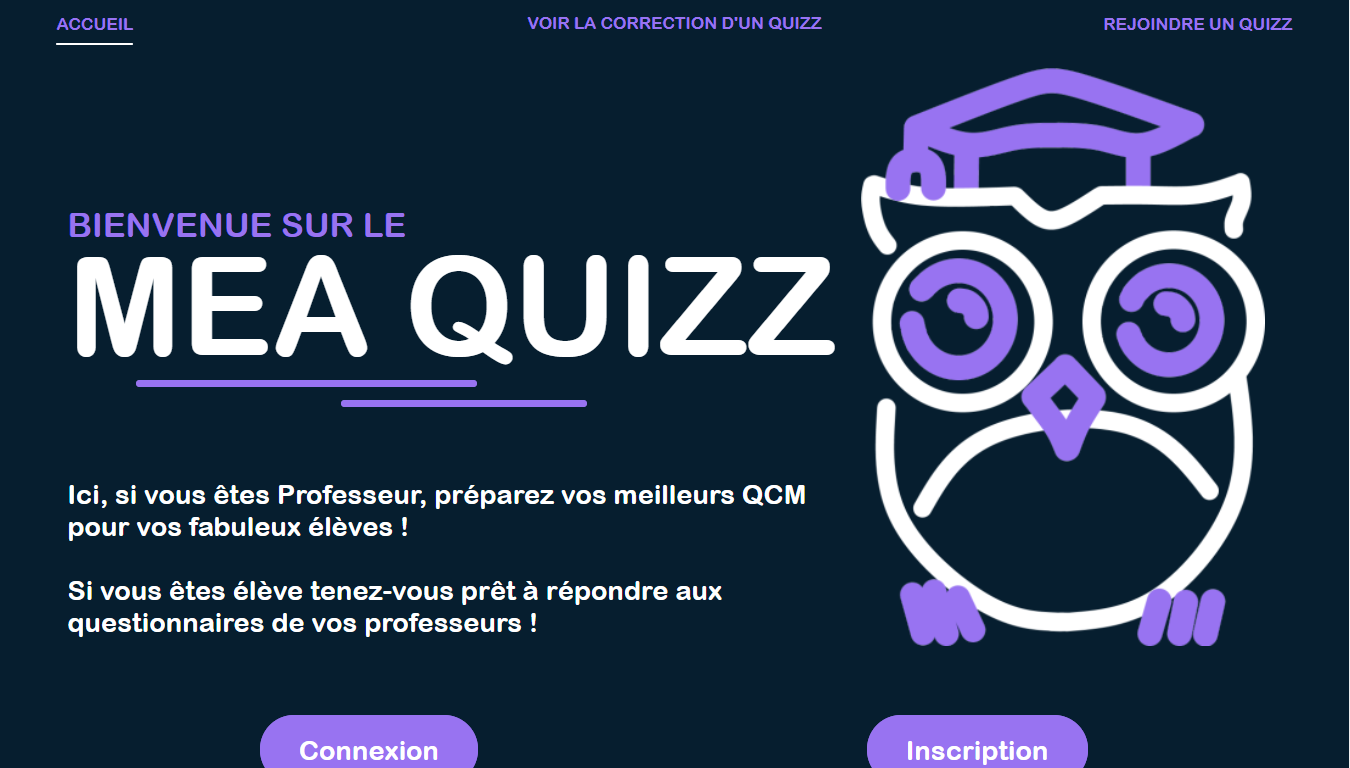 ACCUEIL
VOIR LA CORRECTION D'UN QUIZZ
REJOINDRE UN QUIZZ
BIENVENUE SUR LE
MEA QUIZZ
Ici, si vous êtes Professeur, préparez vos meilleurs QCM
pour vos fabuleux élèves !
Si vous êtes élève tenez-vous prêt à répondre aux
questionnaires de vos professeurs !
Connexion
Inscription